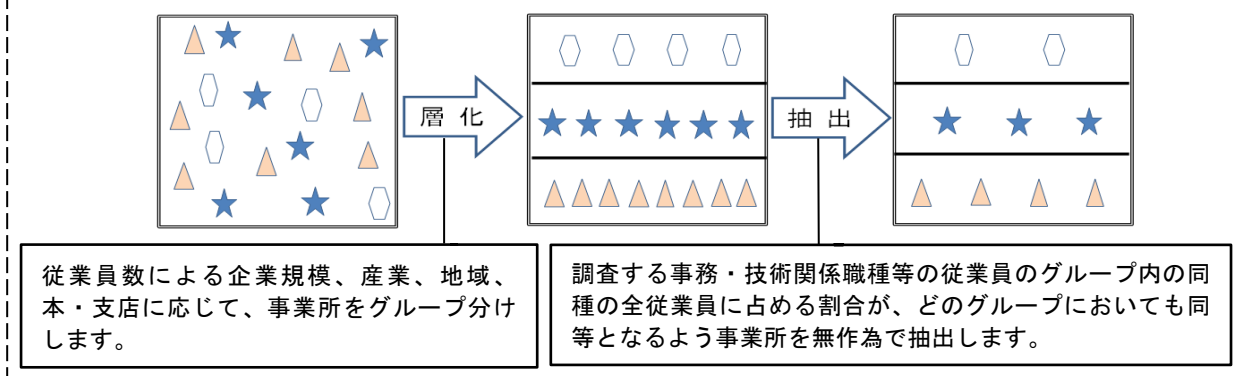 層 化
抽 出
従業員数による企業規模、産業、地域、
本・支店に応じて、事業所をグループ分け
します。
調査する事務・技術関係職種等の従業員のグループ内の同
種の全従業員に占める割合が、どのグループにおいても同
等となるよう事業所を無作為で抽出します。